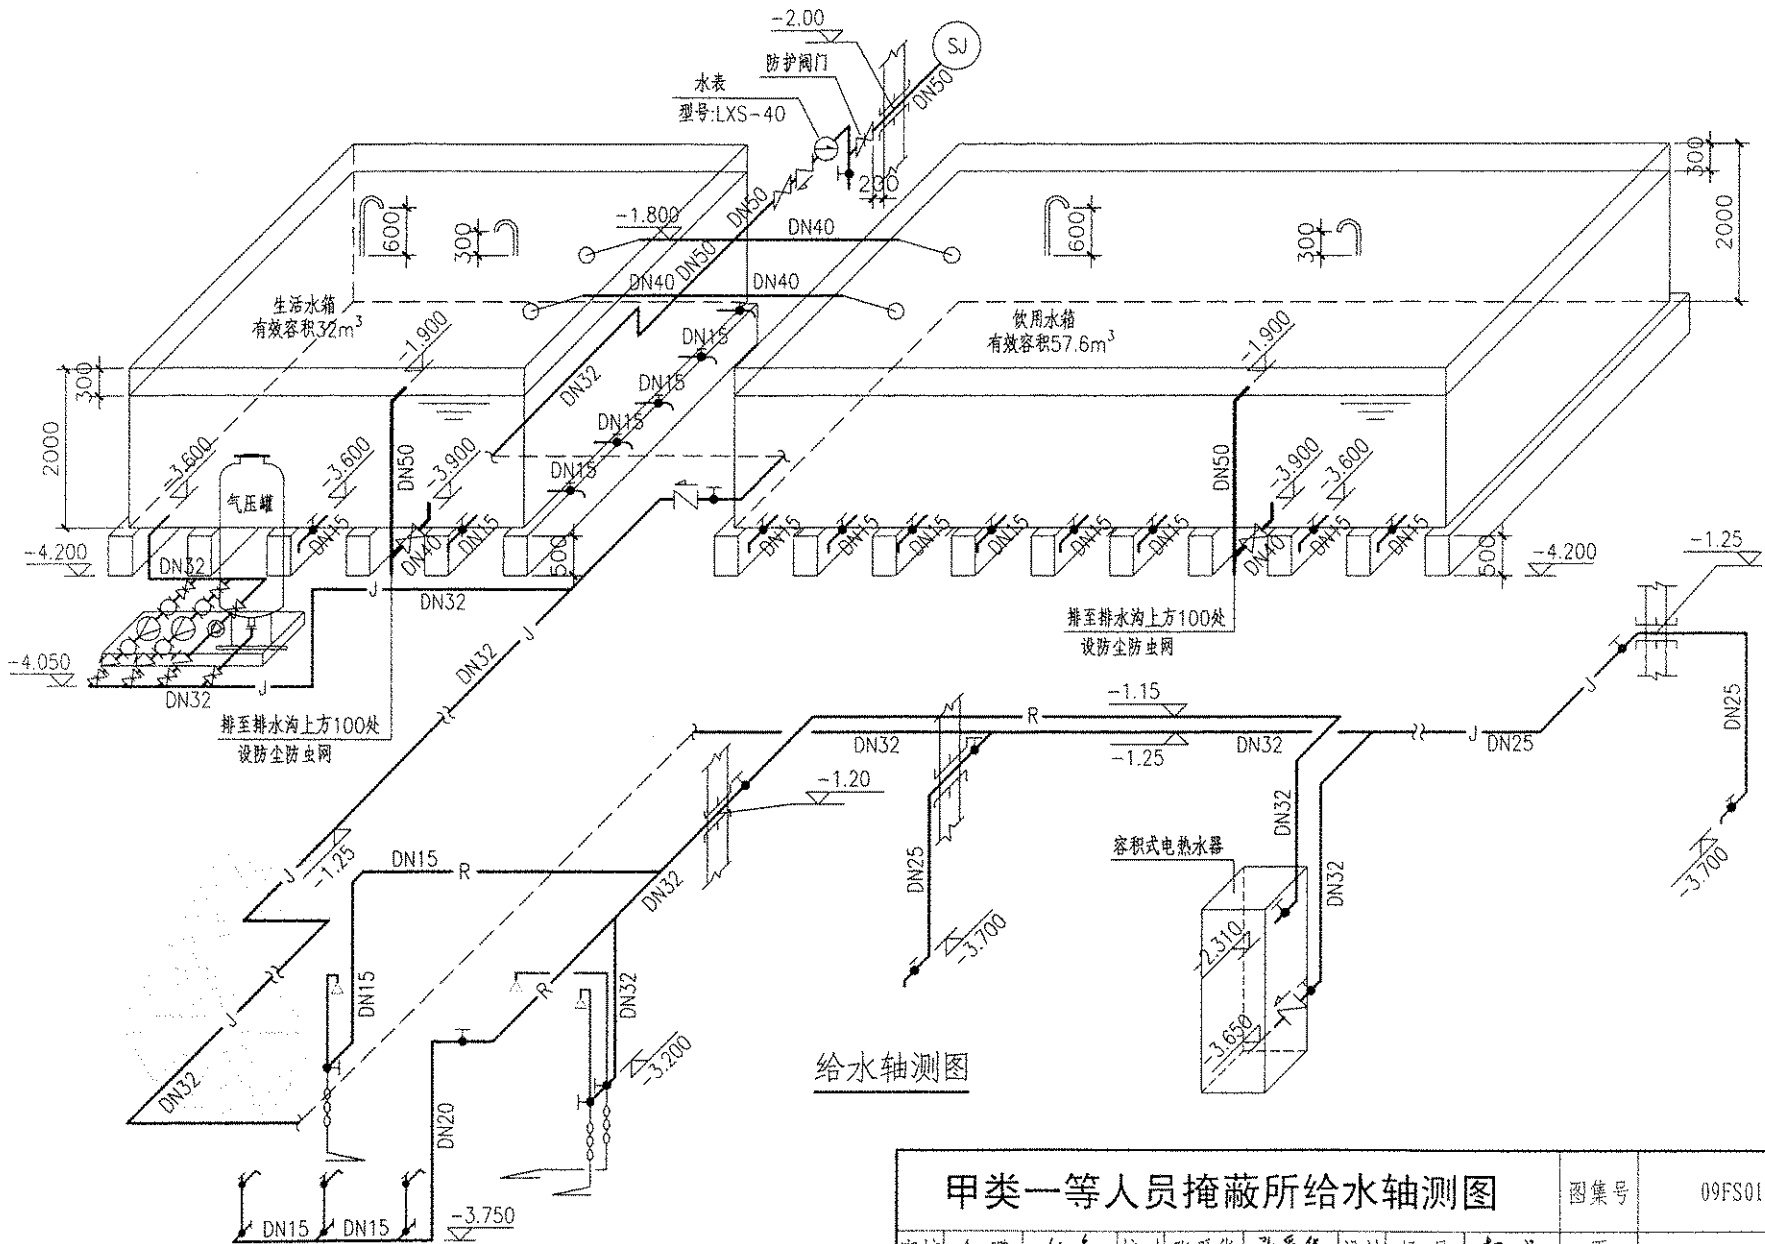 -2.00
SJ
防护阀门
DN50
水表
型号:LXS-40
230
300
2000
DN50
-1.800
DN40
600
300
DN50
600
300
DN40
DN40
生活水箱
有效容积32m³
饮用水箱
有效容积57.6m³
-1.900
-1.900
DN15
DN32
DN15
DN15
DN15
300
2000
-3.600
气压罐
-3.600
DN50
-3.900
DN50
-3.900
-3.600
DN15
DN40
DN15
DN15
DN15
DN15
DN15
DN15
DN15
DN40
DN15
DN15
-4.200
500
500
-4.200
-1.25
DN32
J
DN32
J
排至排水沟上方100处
设防尘防虫网
-4.050
DN32
J
DN32
排至排水沟上方100处
设防尘防虫网
J
DN25
-1.15
R
DN32
-1.25
DN32
J
DN25
-1.20
DN32
容积式电热水器
DN25
DN32
-3.700
J
-1.25
DN15
R
DN32
-3.700
-2.310
J
DN15
R
DN32
J
-3.200
-3.650
给水轴测图
DN32
DN20
DN15
DN15
-3.750
甲类一等人员掩蔽所给水轴测图
图集号
09FS01